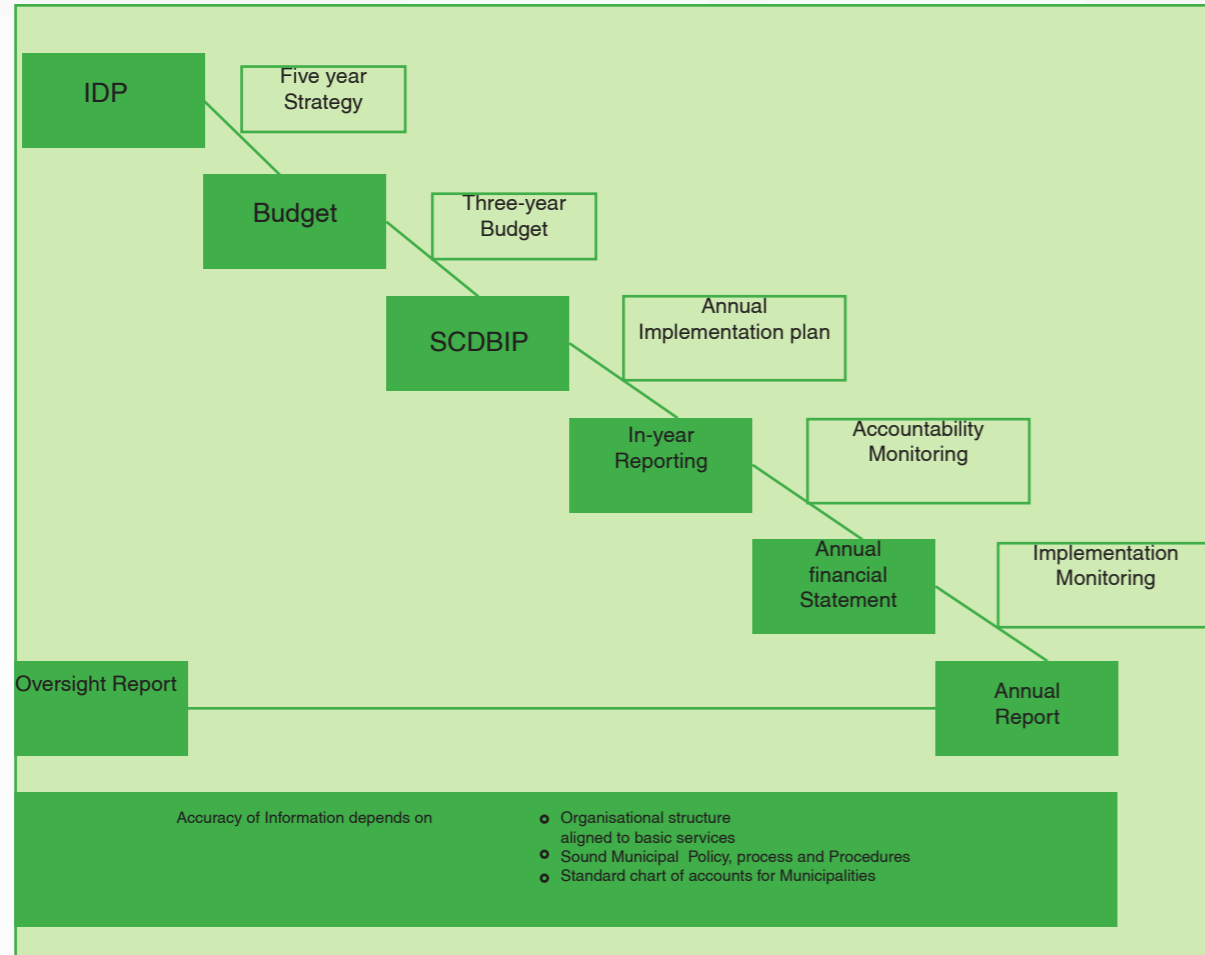 IDP
Five year
Strategy
Budget
Three-year
Budget
SCDBIP
Annual
Implementation plan
In-year
Reporting
Accountability
Monitoring
Annual
financial
Statement
Implementation
Monitoring
Oversight Report
Annual
Report
Accuracy of Information depends on
Organisational structure
aligned to basic services
Sound Municipal Policy, process and Procedures
Standard chart of accounts for Municipalities